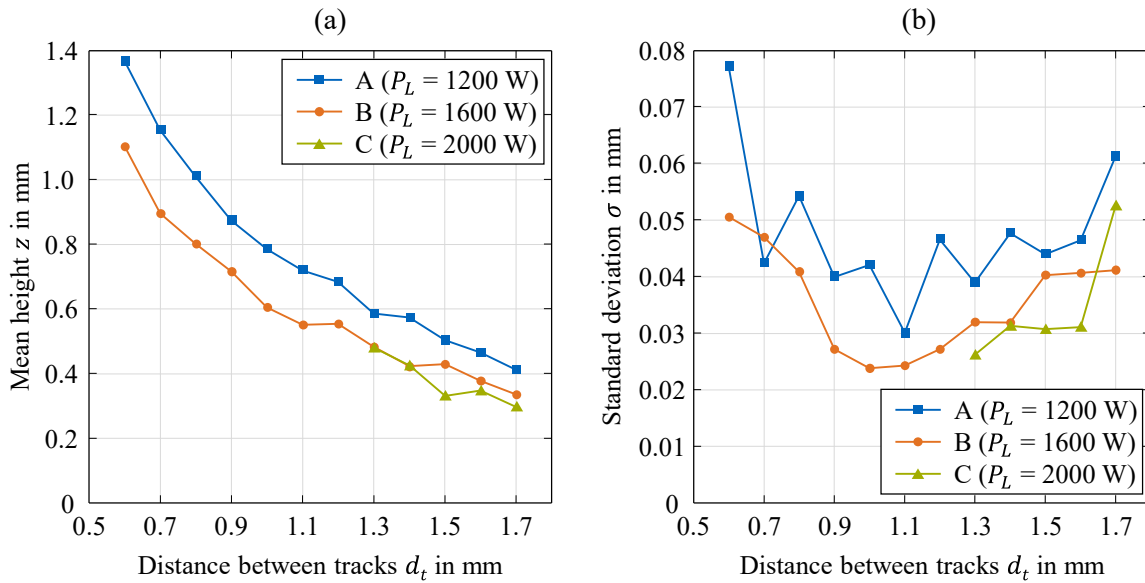 (a)
1.4
1.2
1.0
0.8
0.6
0.4
0.2
0
Mean height z in mm
A (P_L = 1200 W)
B (P_L = 1600 W)
C (P_L = 2000 W)
0.5 0.7 0.9 1.1 1.3 1.5 1.7
Distance between tracks d_t in mm
(b)
0.08
0.07
0.06
0.05
0.04
0.03
0.02
0.01
0
Standard deviation σ in mm
A (P_L = 1200 W)
B (P_L = 1600 W)
C (P_L = 2000 W)
0.5 0.7 0.9 1.1 1.3 1.5 1.7
Distance between tracks d_t in mm